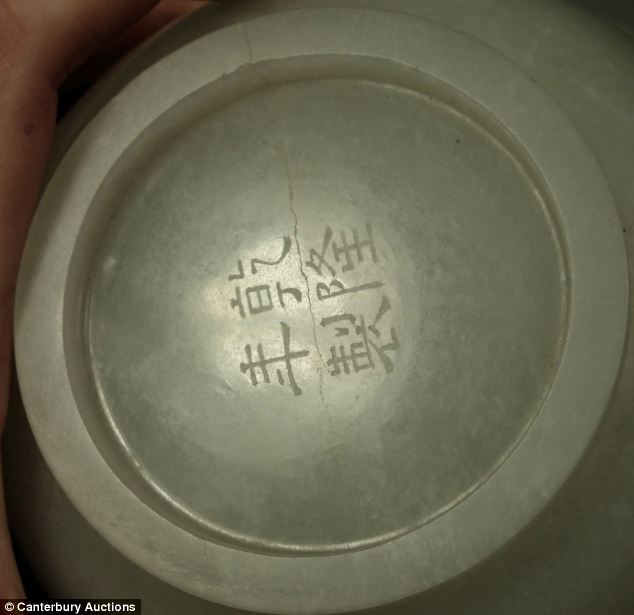 乾隆
年製
© Canterbury Auctions